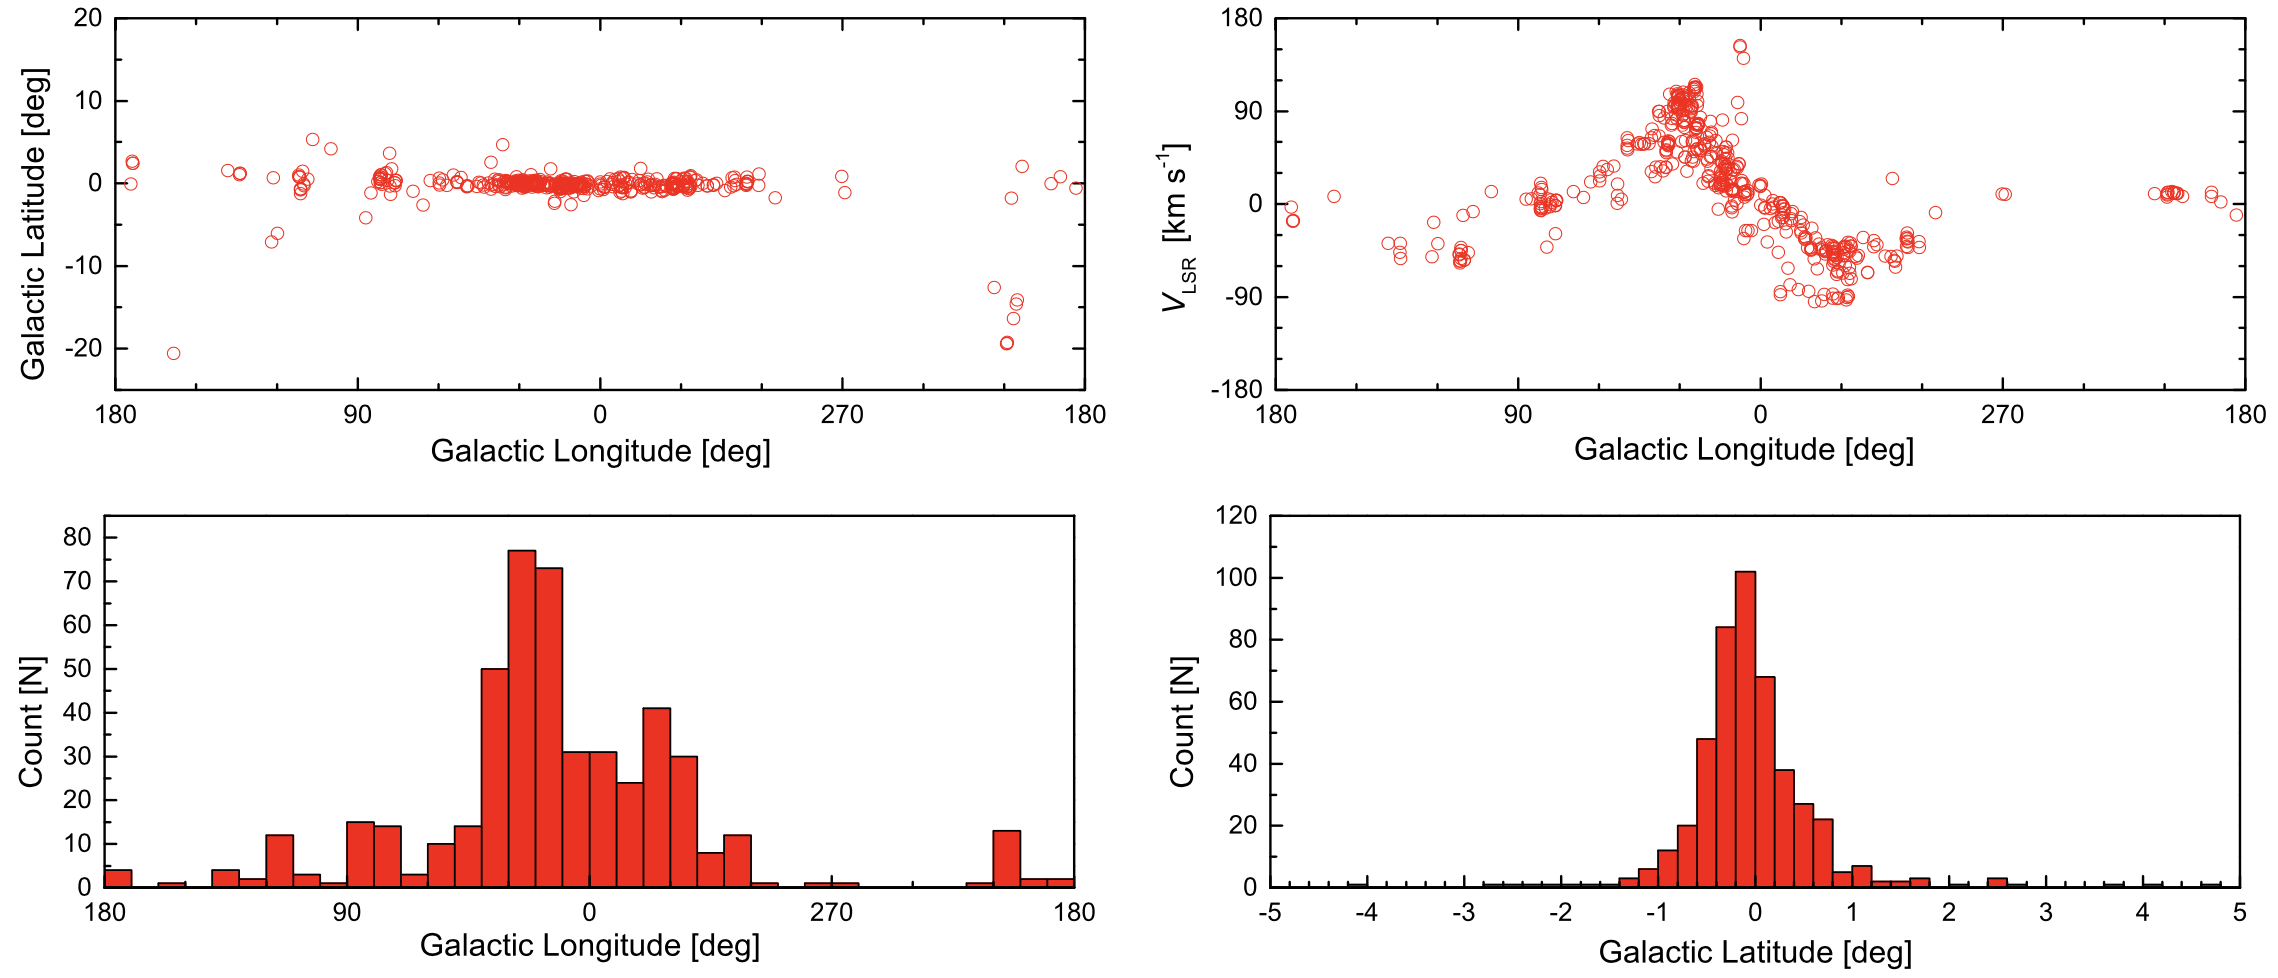 20
10
0
-10
-20
180 90 0 270 180
Galactic Latitude [deg]
Galactic Longitude [deg]
180
90
0
-90
-180
180 90 0 270 180
V_LSR [km s^-1]
Galactic Longitude [deg]
80
70
60
50
40
30
20
10
0
180 90 0 270 180
Count [N]
Galactic Longitude [deg]
120
100
80
60
40
20
0
-5 -4 -3 -2 -1 0 1 2 3 4 5
Count [N]
Galactic Latitude [deg]